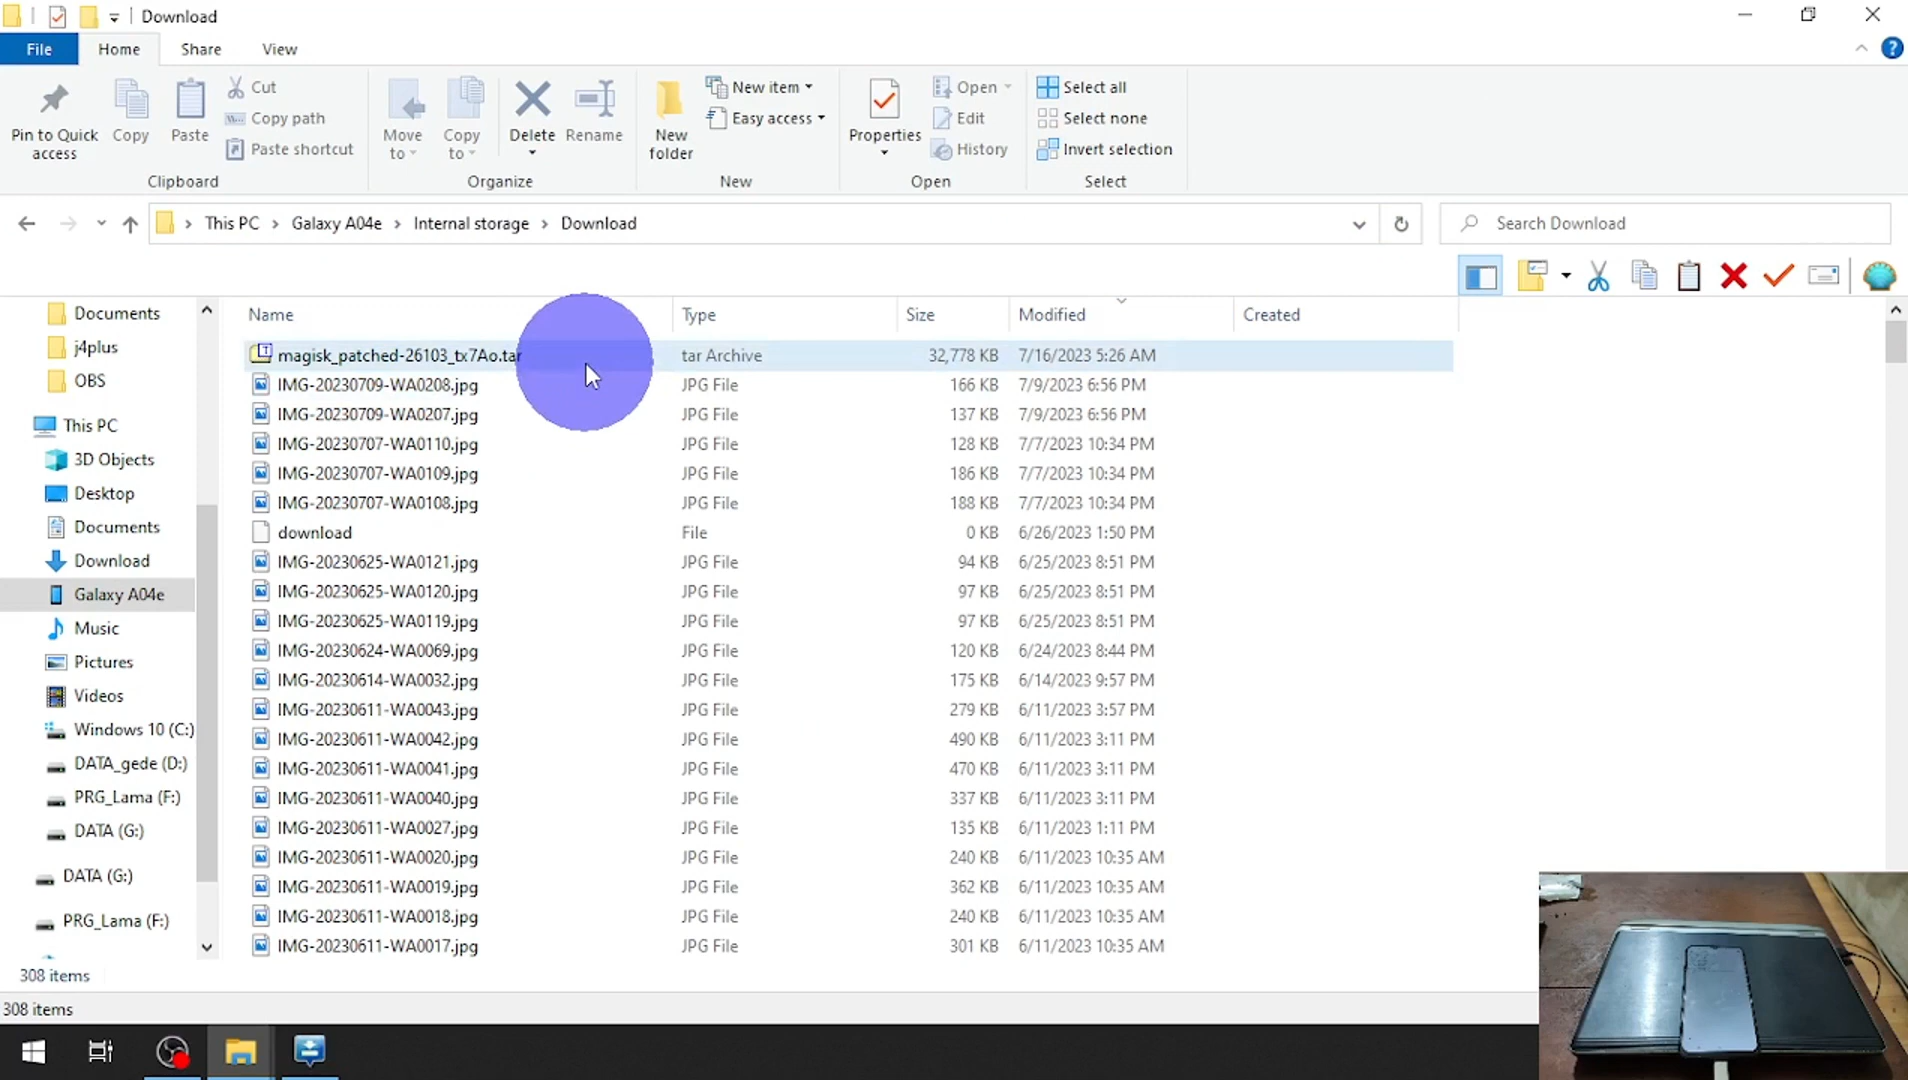 Download
File Home Share View
Pin to Quick access
Copy
Paste
Cut
Copy path
Paste shortcut
Clipboard
Move to
Copy to
Delete
Rename
Organize
New folder
New item
Easy access
New
Properties
Open
Edit
History
Open
Select all
Select none
Invert selection
Select
This PC > Galaxy A04e > Internal storage > Download
Search Download
Documents
j4plus
OBS
This PC
3D Objects
Desktop
Documents
Download
Galaxy A04e
Music
Pictures
Videos
Windows 10 (C:)
DATA_gede (D:)
PRG_Lama (F:)
DATA (G:)
DATA (G:)
PRG_Lama (F:)
Name Type Size Modified Created
magisk_patched-26103_tx7Ao.tar tar Archive 32,778 KB 7/16/2023 5:26 AM
IMG-20230709-WA0208.jpg JPG File 166 KB 7/9/2023 6:56 PM
IMG-20230709-WA0207.jpg JPG File 137 KB 7/9/2023 6:56 PM
IMG-20230707-WA0110.jpg JPG File 128 KB 7/7/2023 10:34 PM
IMG-20230707-WA0109.jpg JPG File 186 KB 7/7/2023 10:34 PM
IMG-20230707-WA0108.jpg JPG File 188 KB 7/7/2023 10:34 PM
download File 0 KB 6/26/2023 1:50 PM
IMG-20230625-WA0121.jpg JPG File 94 KB 6/25/2023 8:51 PM
IMG-20230625-WA0120.jpg JPG File 97 KB 6/25/2023 8:51 PM
IMG-20230625-WA0119.jpg JPG File 97 KB 6/25/2023 8:51 PM
IMG-20230624-WA0069.jpg JPG File 120 KB 6/24/2023 8:44 PM
IMG-20230614-WA0032.jpg JPG File 175 KB 6/14/2023 9:57 PM
IMG-20230611-WA0043.jpg JPG File 279 KB 6/11/2023 3:57 PM
IMG-20230611-WA0042.jpg JPG File 490 KB 6/11/2023 3:11 PM
IMG-20230611-WA0041.jpg JPG File 470 KB 6/11/2023 3:11 PM
IMG-20230611-WA0040.jpg JPG File 337 KB 6/11/2023 3:11 PM
IMG-20230611-WA0027.jpg JPG File 135 KB 6/11/2023 1:11 PM
IMG-20230611-WA0020.jpg JPG File 240 KB 6/11/2023 10:35 AM
IMG-20230611-WA0019.jpg JPG File 362 KB 6/11/2023 10:35 AM
IMG-20230611-WA0018.jpg JPG File 240 KB 6/11/2023 10:35 AM
IMG-20230611-WA0017.jpg JPG File 301 KB 6/11/2023 10:35 AM
308 items
308 items